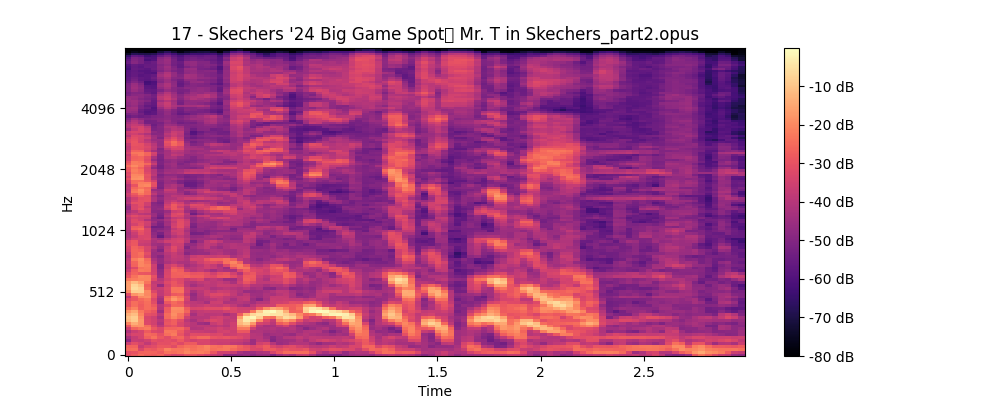 17 - Skechers '24 Big Game Spot▯ Mr. T in Skechers_part2.opus
4096
2048
1024
512
0
Hz
0
0.5
1
1.5
2
2.5
Time
-10 dB
-20 dB
-30 dB
-40 dB
-50 dB
-60 dB
-70 dB
-80 dB